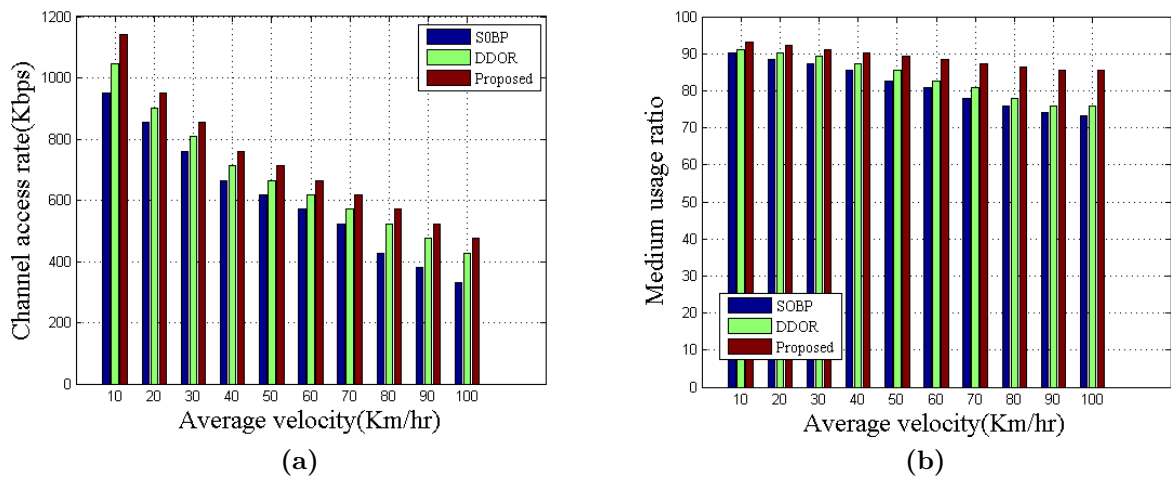 1200
1000
800
600
400
200
0
Channel access rate(Kbps)
S0BP
DDOR
Proposed
10 20 30 40 50 60 70 80 90 100
Average velocity(Km/hr)
(a)
100
90
80
70
60
50
40
30
20
10
0
Medium usage ratio
SOBP
DDOR
Proposed
10 20 30 40 50 60 70 80 90 100
Average velocity(Km/hr)
(b)